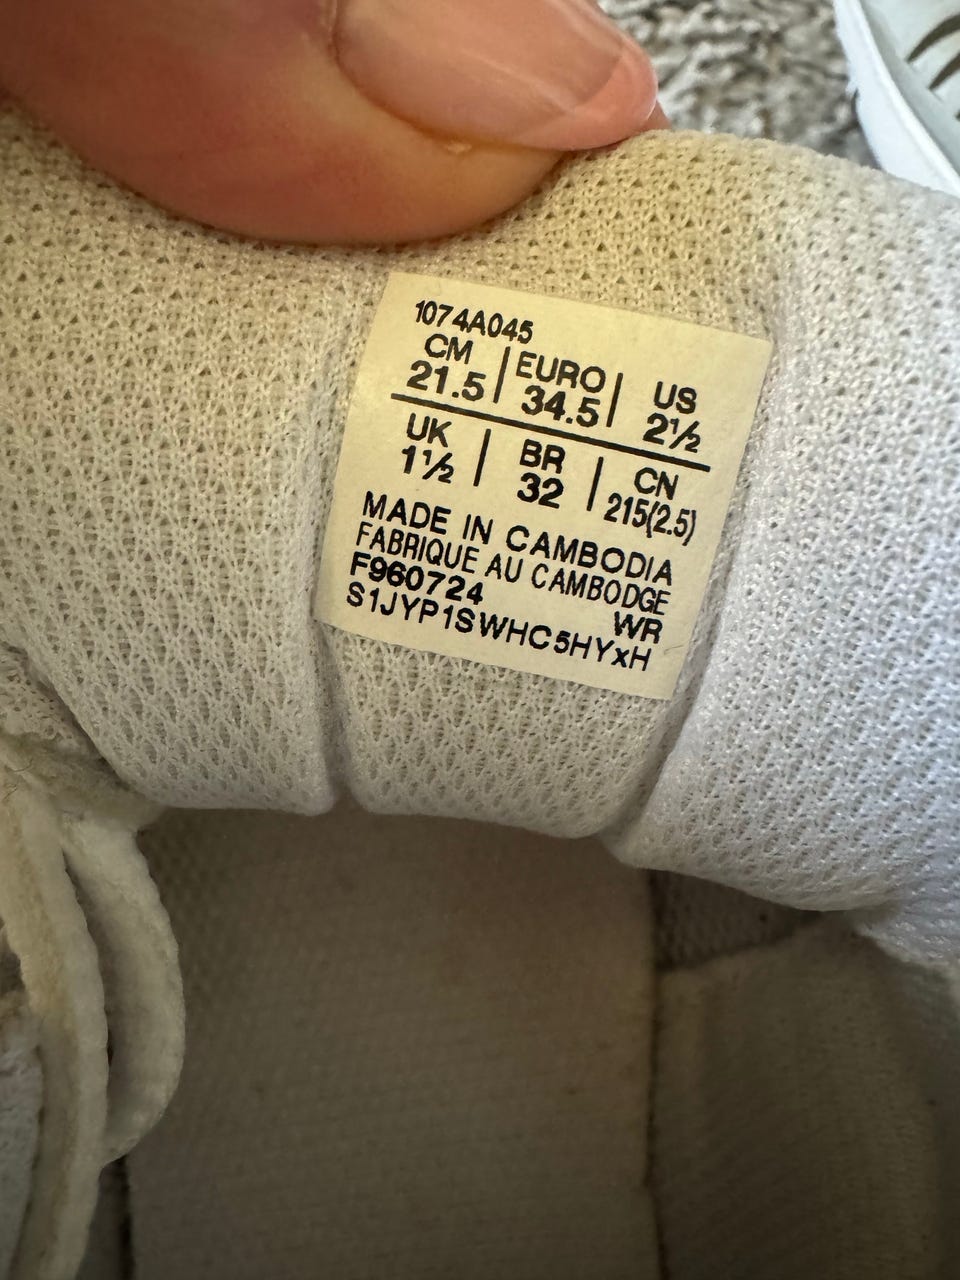 1074A045
CM 21.5 | EURO 34.5 | US 2½
UK 1½ | BR 32 | CN 215(2.5)
MADE IN CAMBODIA
FABRIQUE AU CAMBODGE
F960724 WR
S1JYP1SWHC5HYxH